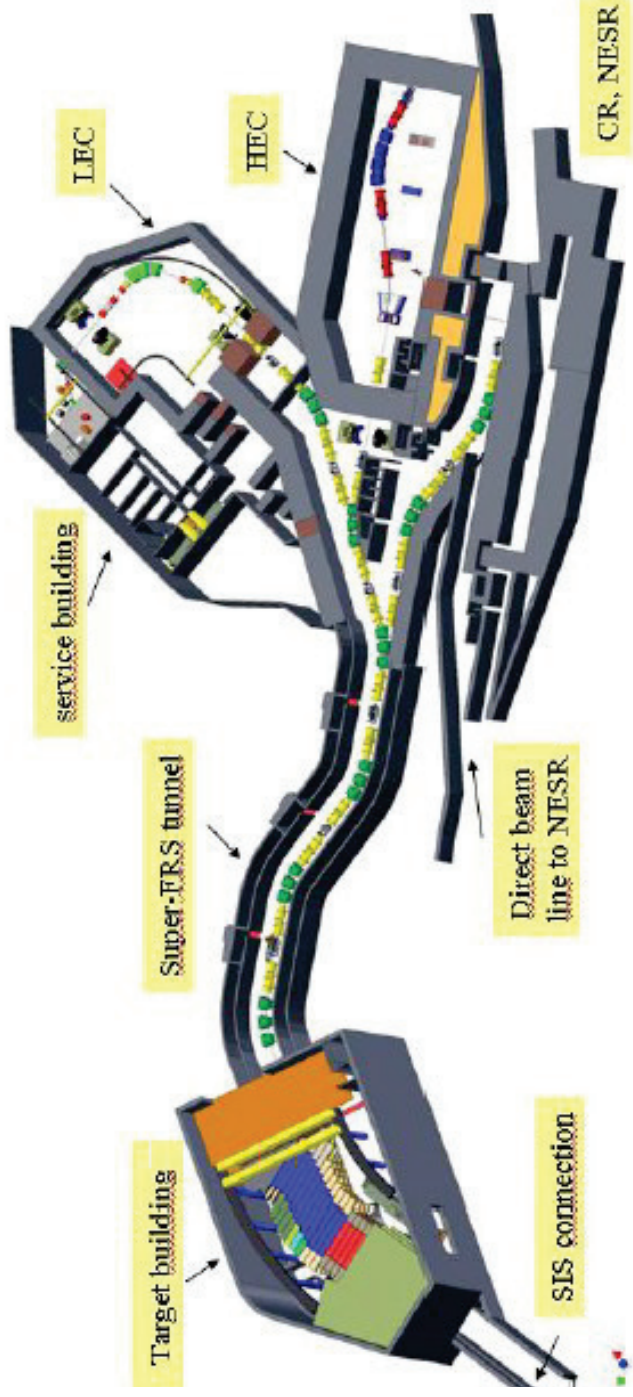 Target building
Super-FRS tunnel
service building
LEC
HEC
CR, NESR
Direct beam
line to NESR
SIS connection